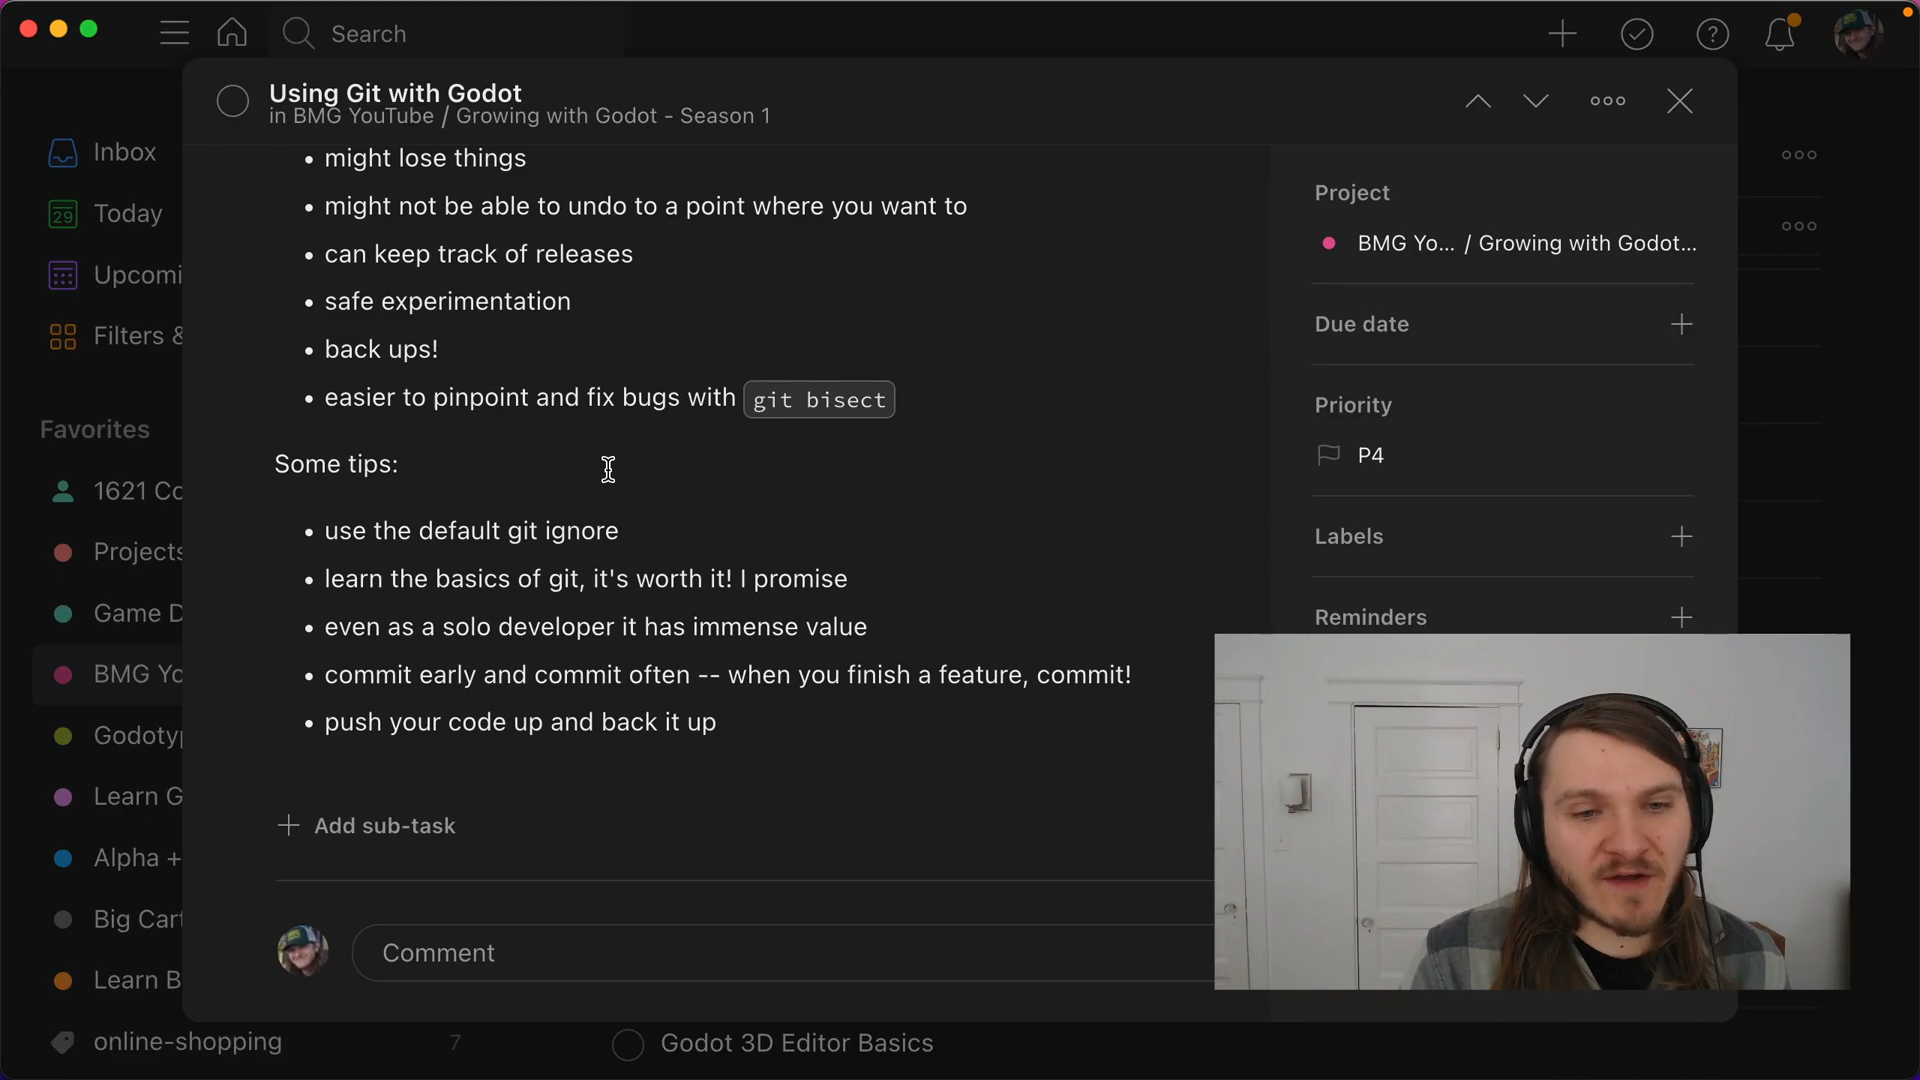 Search
Using Git with Godot
in BMG YouTube / Growing with Godot - Season 1
Inbox
29
Today
Upcomi
Filters &
Favorites
1621 Co
Projects
Game D
BMG Yo
Godoty
Learn G
Alpha +
Big Cart
Learn B
online-shopping
7
• might lose things
• might not be able to undo to a point where you want to
• can keep track of releases
• safe experimentation
• back ups!
• easier to pinpoint and fix bugs with git bisect
Some tips:
• use the default git ignore
• learn the basics of git, it's worth it! I promise
• even as a solo developer it has immense value
• commit early and commit often -- when you finish a feature, commit!
• push your code up and back it up
Add sub-task
Comment
Project
BMG Yo... / Growing with Godot...
Due date
Priority
P4
Labels
Reminders
Godot 3D Editor Basics